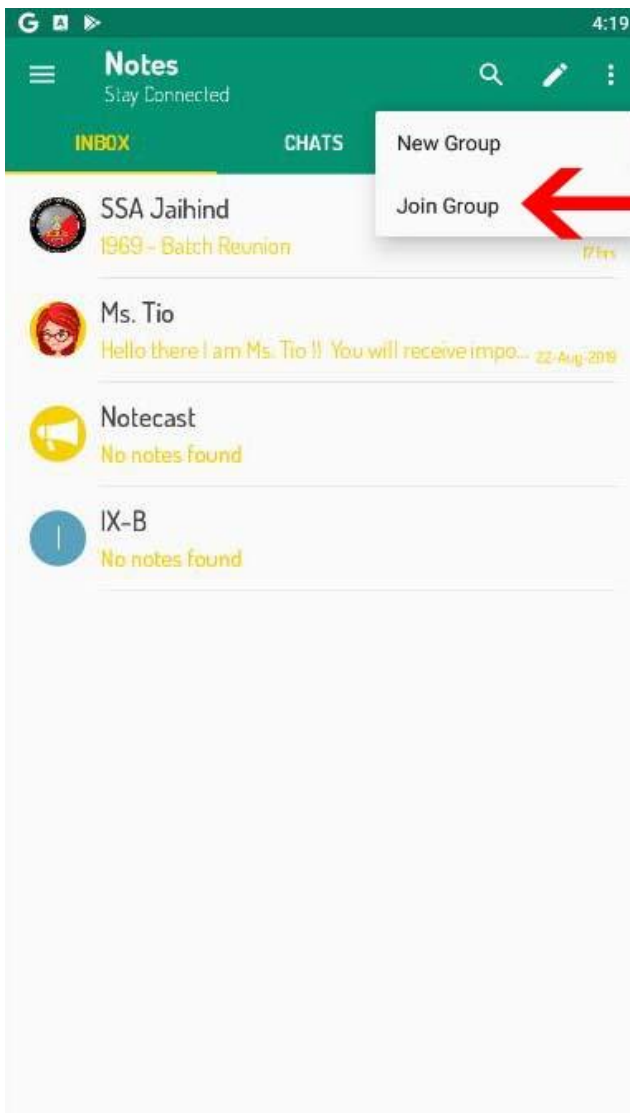 G A 4:19
Notes
Stay Connected
INBOX CHATS
New Group
Join Group
SSA Jaihind
1969 - Batch Reunion
17 hrs
Ms. Tio
Hello there I am Ms. Tio !! You will receive impo... 22-Aug-2019
Notecast
No notes found
I
IX-B
No notes found